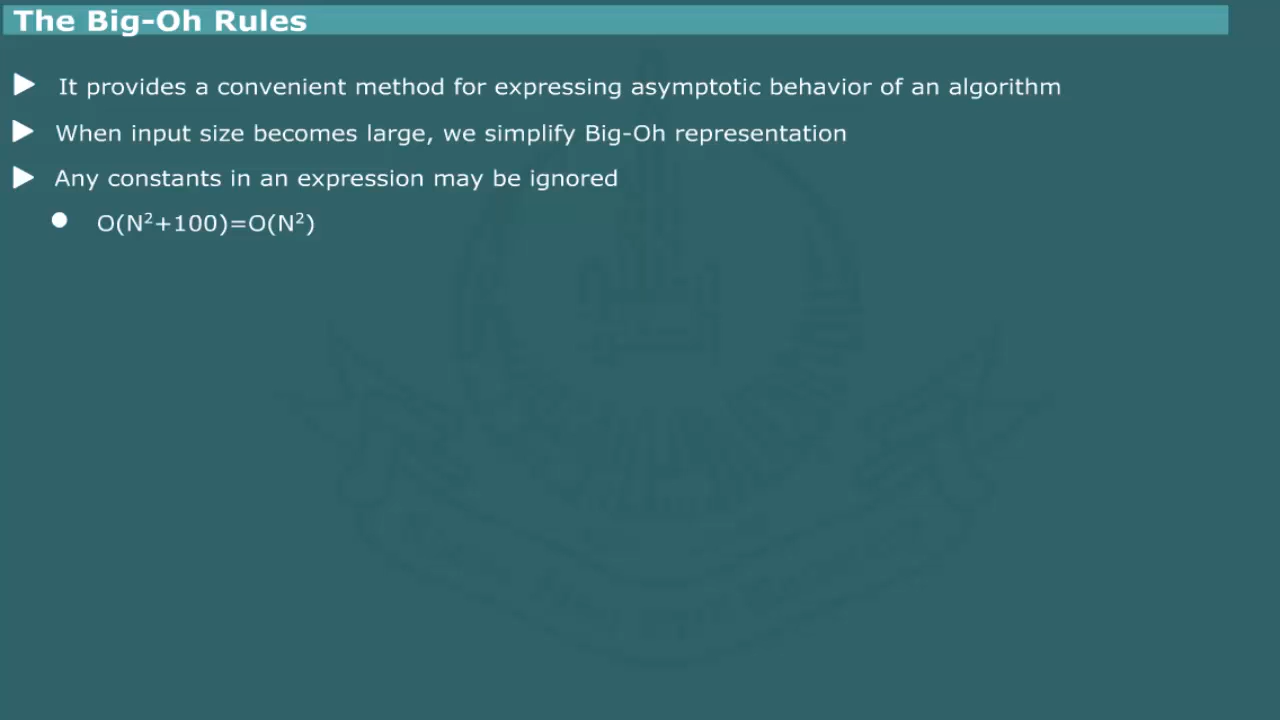 The Big-Oh Rules
It provides a convenient method for expressing asymptotic behavior of an algorithm
When input size becomes large, we simplify Big-Oh representation
Any constants in an expression may be ignored
O(N²+100)=O(N²)